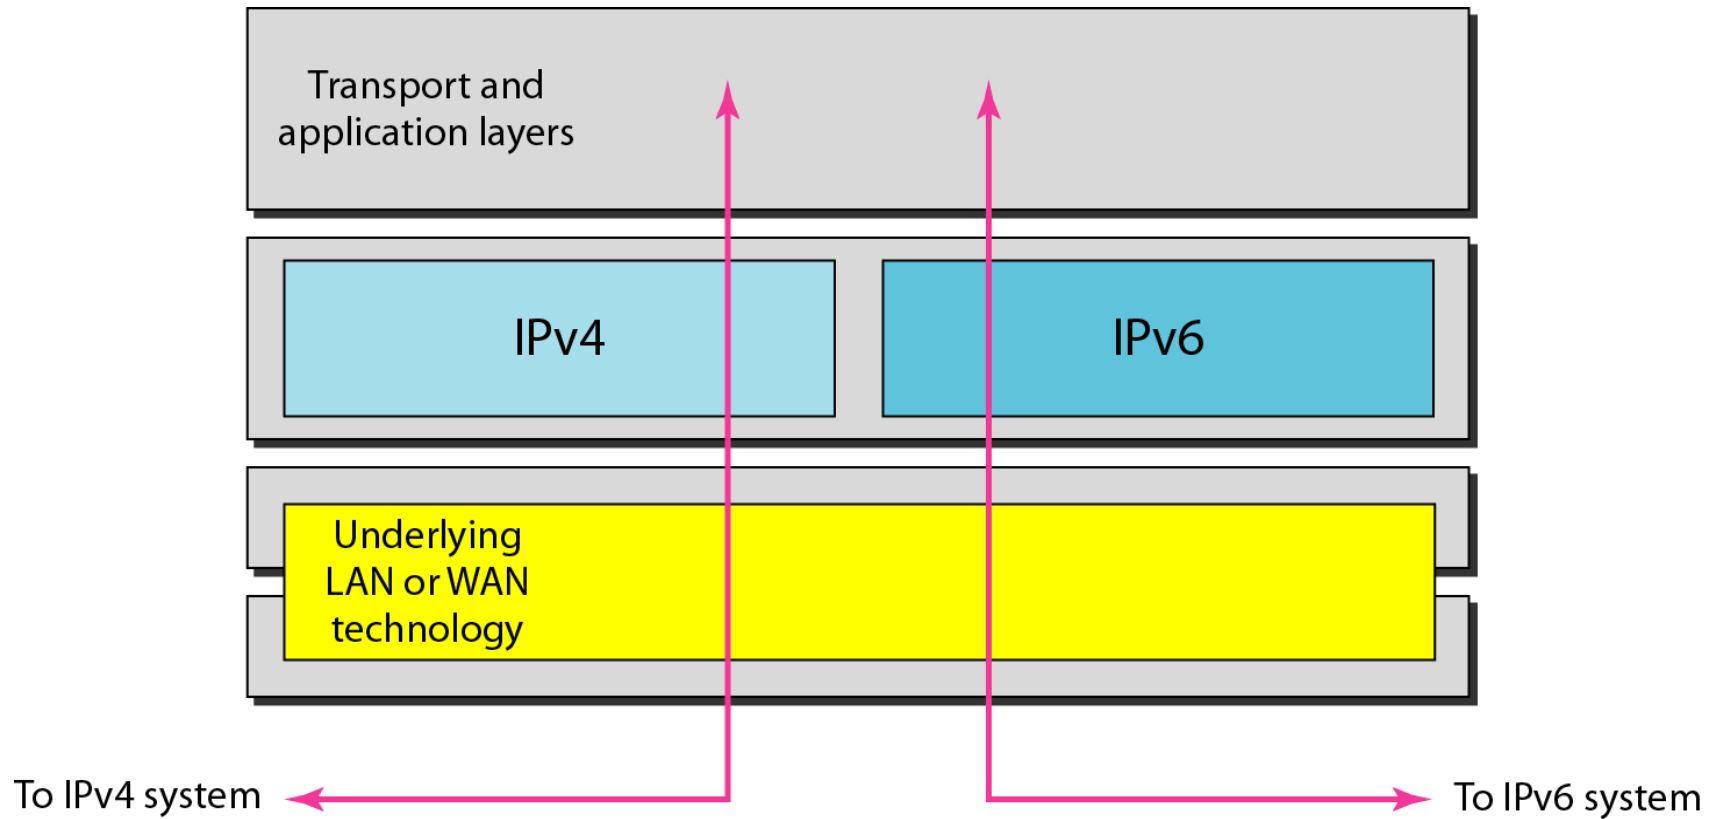 Transport and
application layers
IPv4
IPv6
Underlying
LAN or WAN
technology
To IPv4 system
To IPv6 system